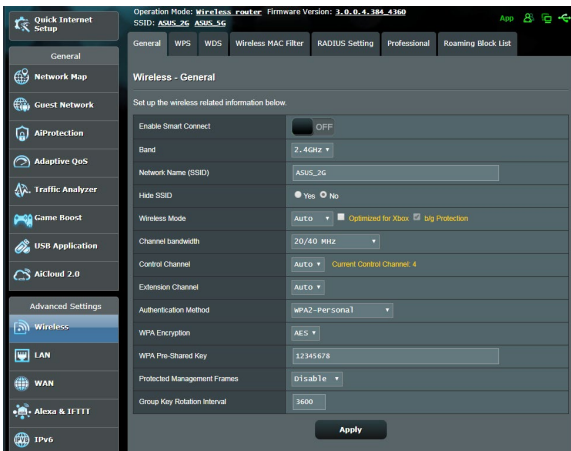 Quick Internet
Setup
General
Network Map
Guest Network
AiProtection
Adaptive QoS
Traffic Analyzer
Game Boost
USB Application
AiCloud 2.0
Advanced Settings
Wireless
LAN
WAN
Alexa & IFTTT
IPv6
Operation Mode: Wireless router Firmware Version: 3.0.0.4.384_4360
SSID: ASUS_2G ASUS_5G
App
General WPS WDS Wireless MAC Filter RADIUS Setting Professional Roaming Block List
Wireless - General
Set up the wireless related information below.
Enable Smart Connect OFF
Band 2.4GHz
Network Name (SSID) ASUS_2G
Hide SSID Yes No
Wireless Mode Auto Optimized for Xbox b/g Protection
Channel bandwidth 20/40 MHz
Control Channel Auto Current Control Channel: 4
Extension Channel Auto
Authentication Method WPA2-Personal
WPA Encryption AES
WPA Pre-Shared Key 12345678
Protected Management Frames Disable
Group Key Rotation Interval 3600
Apply